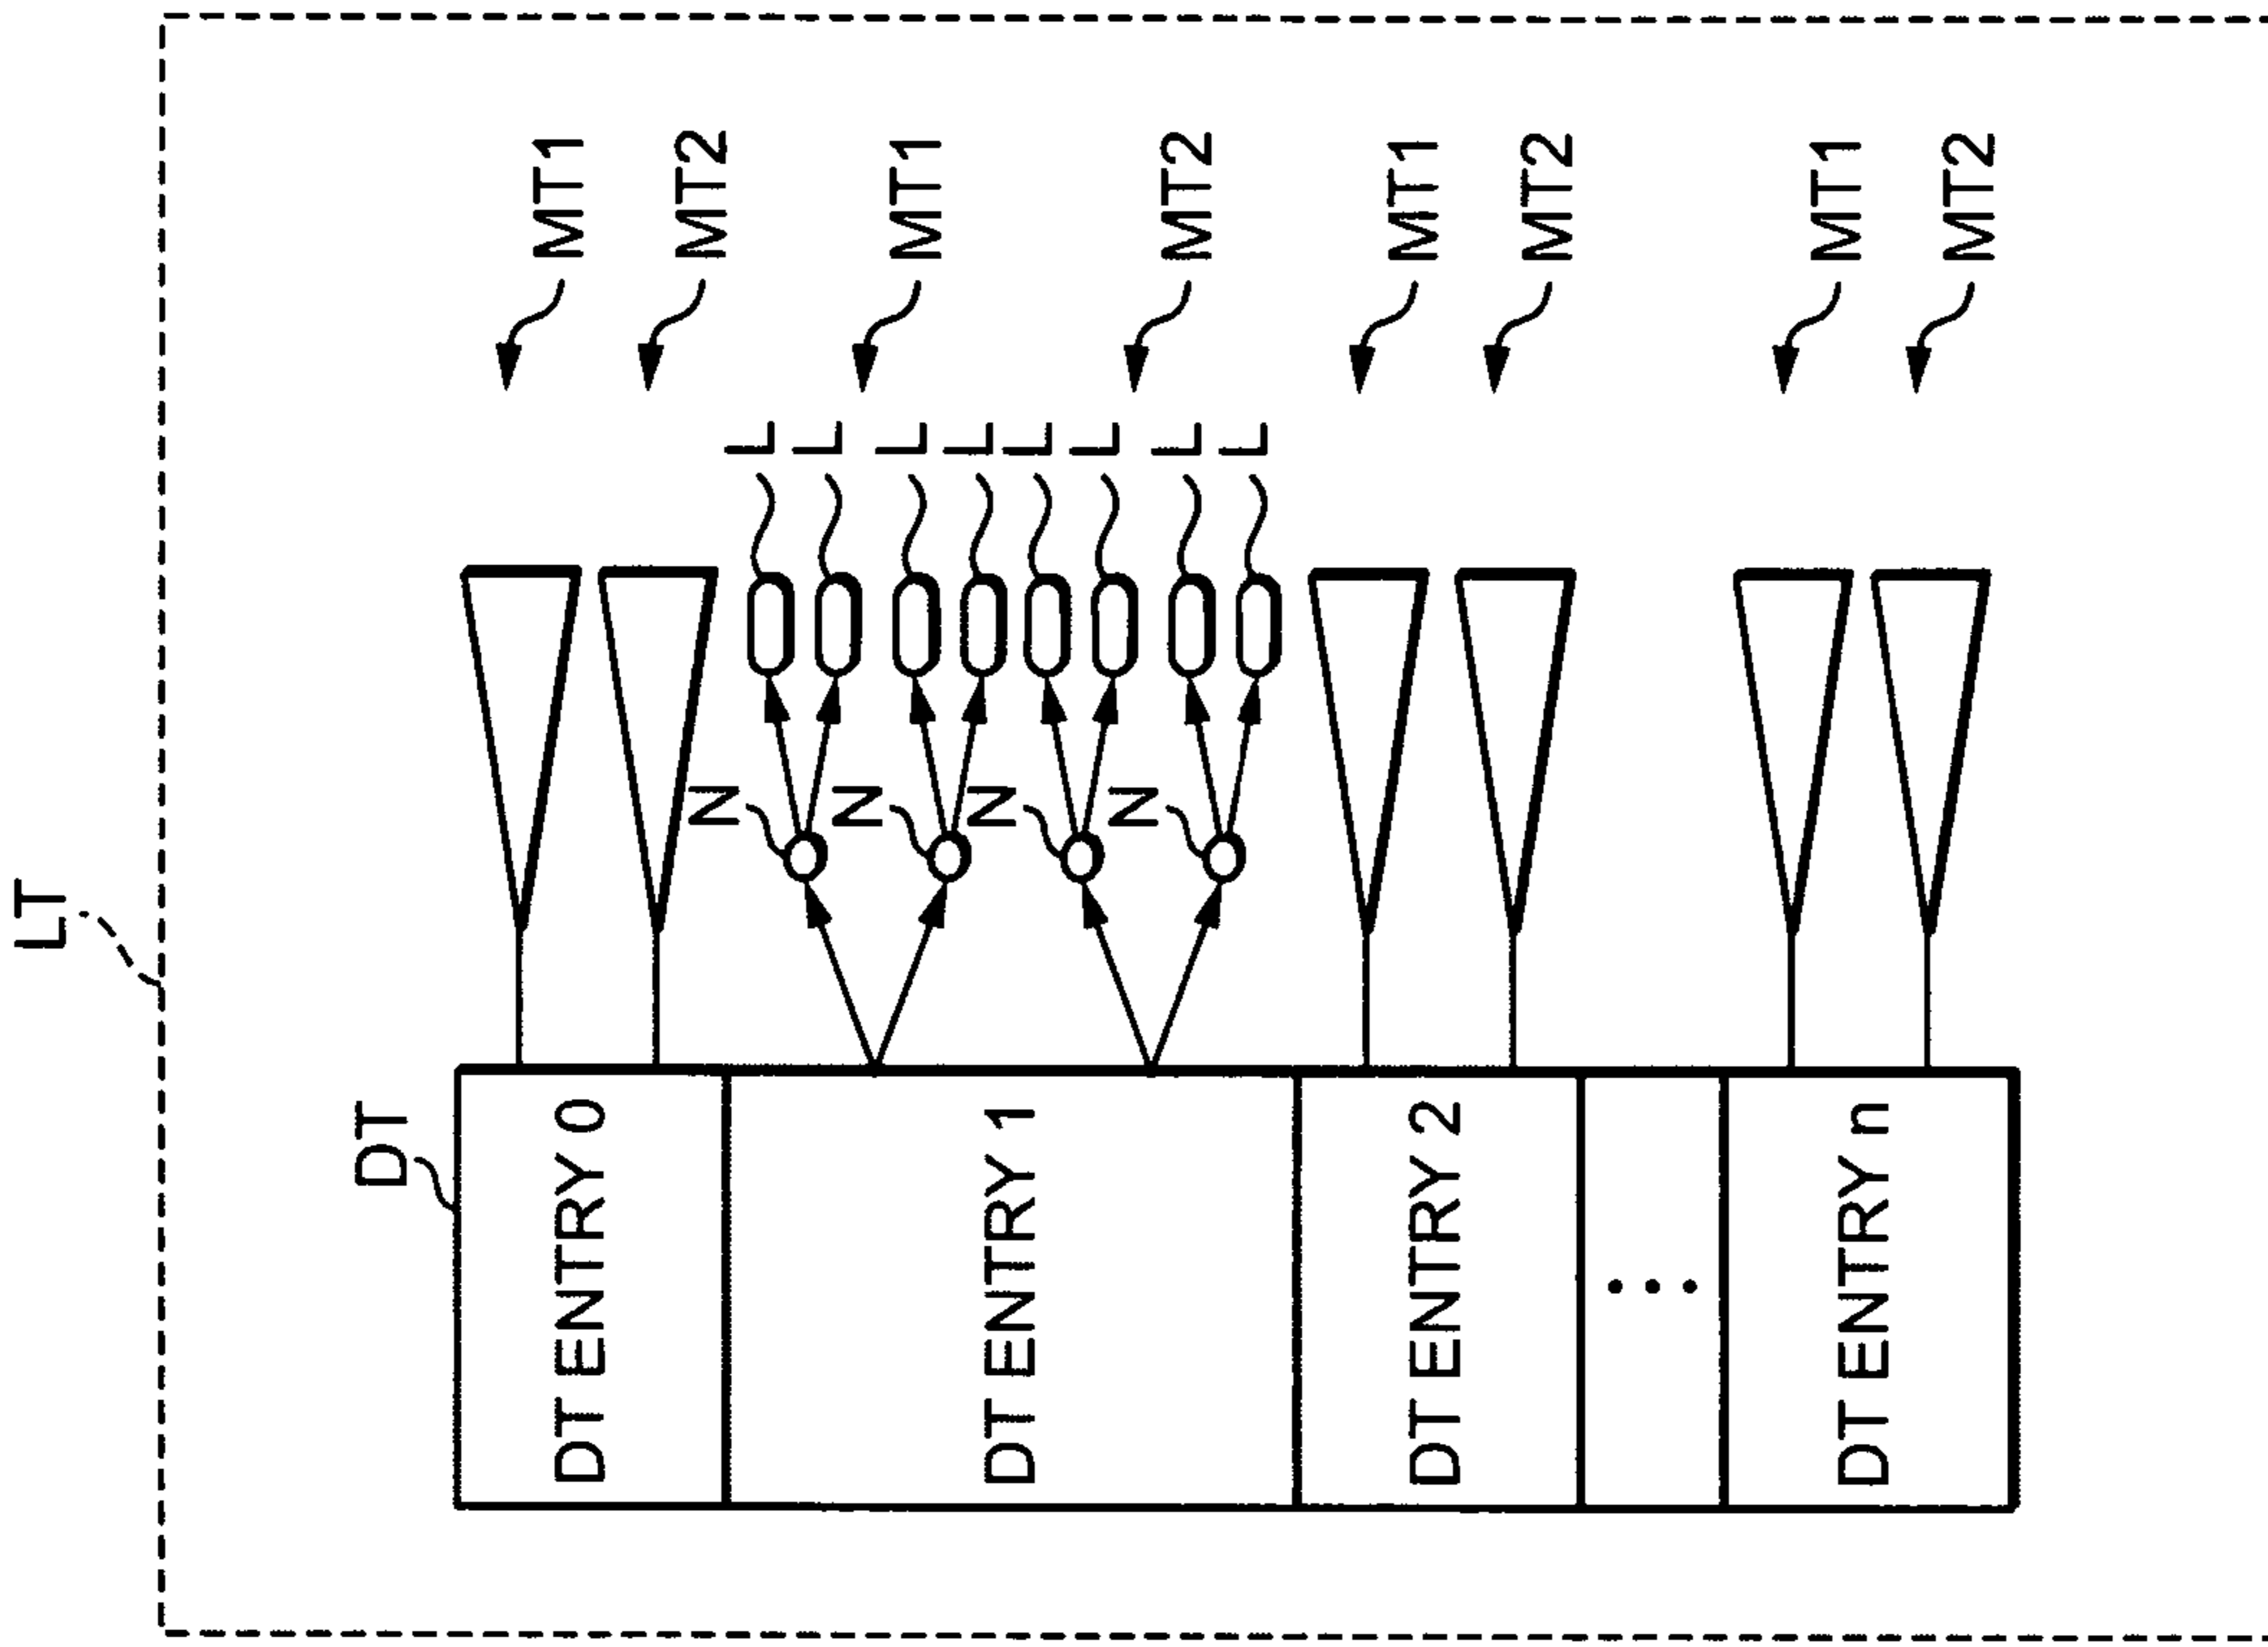 LT
DT
DT ENTRY 0
DT ENTRY 1
DT ENTRY 2
• • •
DT ENTRY n
N
N
N
N
L
L
L
L
L
L
L
L
MT1
MT2
MT1
MT2
MT1
MT2
MT1
MT2